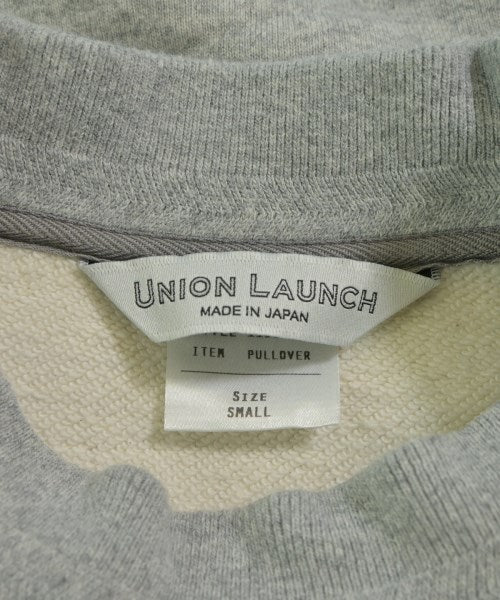 UNION LAUNCH
MADE IN JAPAN
ITEM PULLOVER
SIZE
SMALL